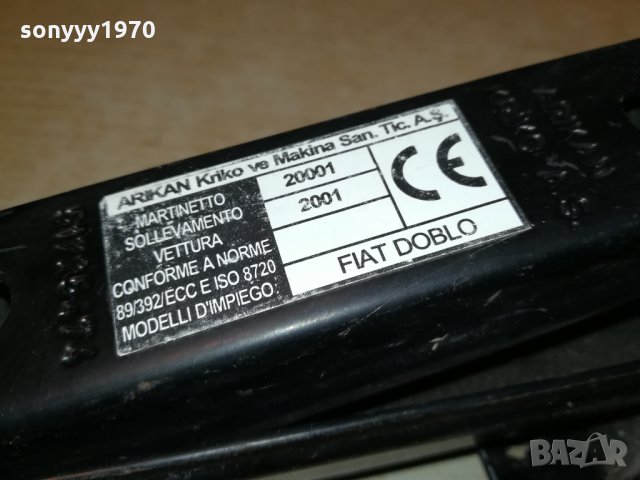 sonyyy1970
ARIKAN Kriko ve Makina San. Tic. A.Ş.
MARTINETTO
SOLLEVAMENTO
VETTURA
CONFORME A NORME
89/392/ECC E ISO 8720
MODELLI D'IMPIEGO:
20001
2001
CE
FIAT DOBLO
BAZAR